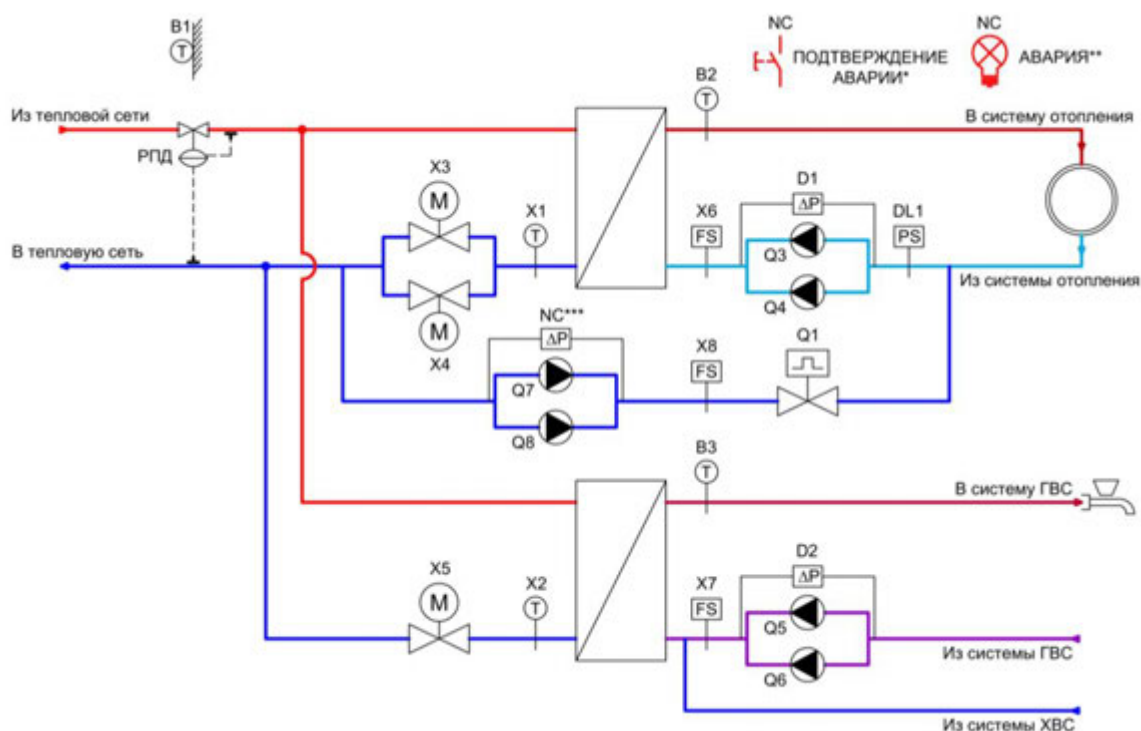 B1
T
NC
ПОДТВЕРЖДЕНИЕ
АВАРИИ*
NC
АВАРИЯ**
B2
T
Из тепловой сети
В систему отопления
РПД
X3
M
X1
T
X6
FS
D1
ΔP
Q3
Q4
DL1
PS
В тепловую сеть
Из системы отопления
M
X4
NC***
ΔP
Q7
Q8
X8
FS
Q1
B3
T
В систему ГВС
X5
M
X2
T
X7
FS
D2
ΔP
Q5
Q6
Из системы ГВС
Из системы ХВС